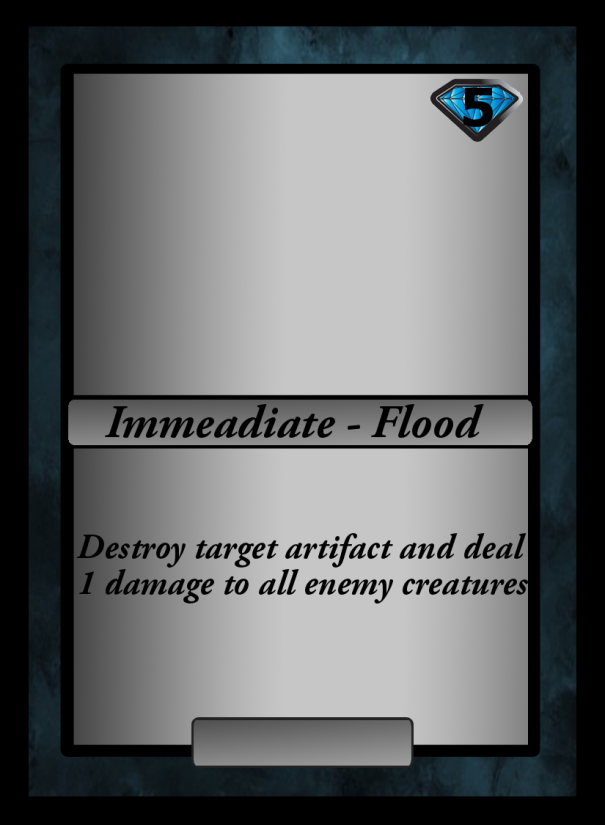 5
Immeadiate - Flood
Destroy target artifact and deal
1 damage to all enemy creatures